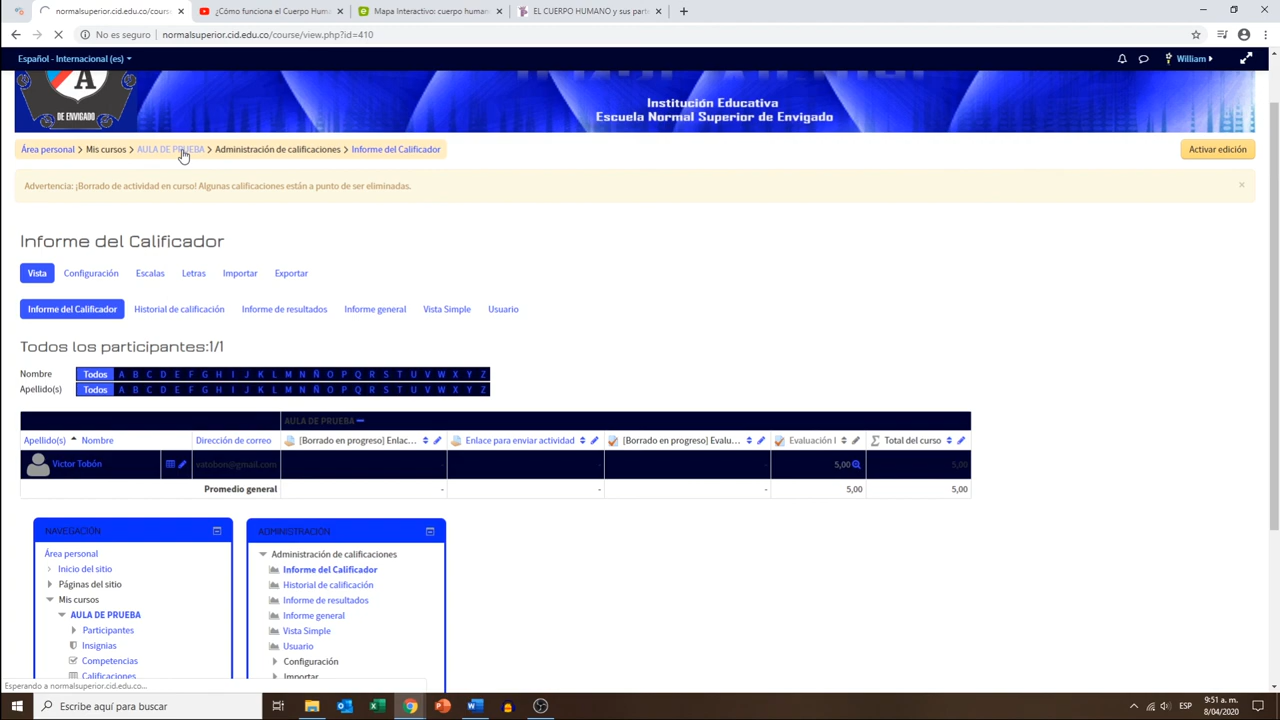 normalsuperior.cid.edu.co/cours
¿Cómo funciona el Cuerpo Hum
Mapa Interactivo: cuerpo human
EL CUERPO HUMANO y sus part
No es seguro
normalsuperior.cid.edu.co/course/view.php?id=410
Español - Internacional (es)
William
A
DE ENVIGADO
Institución Educativa
Escuela Normal Superior de Envigado
Área personal > Mis cursos > AULA DE PRUEBA > Administración de calificaciones > Informe del Calificador
Activar edición
Advertencia: ¡Borrado de actividad en curso! Algunas calificaciones están a punto de ser eliminadas.
Informe del Calificador
Vista Configuración Escalas Letras Importar Exportar
Informe del Calificador Historial de calificación Informe de resultados Informe general Vista Simple Usuario
Todos los participantes:1/1
Nombre Todos A B C D E F G H I J K L M N Ñ O P Q R S T U V W X Y Z
Apellido(s) Todos A B C D E F G H I J K L M N Ñ O P Q R S T U V W X Y Z
AULA DE PRUEBA
Apellido(s) Nombre Dirección de correo [Borrado en progreso] Enlac... Enlace para enviar actividad [Borrado en progreso] Evalu... Evaluación I Total del curso
Victor Tobón vatobon@gmail.com - - - 5,00 5,00
Promedio general - - - 5,00 5,00
NAVEGACIÓN
Área personal
Inicio del sitio
Páginas del sitio
Mis cursos
AULA DE PRUEBA
Participantes
Insignias
Competencias
Calificaciones
ADMINISTRACIÓN
Administración de calificaciones
Informe del Calificador
Historial de calificación
Informe de resultados
Informe general
Vista Simple
Usuario
Configuración
Importar
Esperando a normalsuperior.cid.edu.co...
Escribe aquí para buscar
ESP
9:51 a. m.
8/04/2020